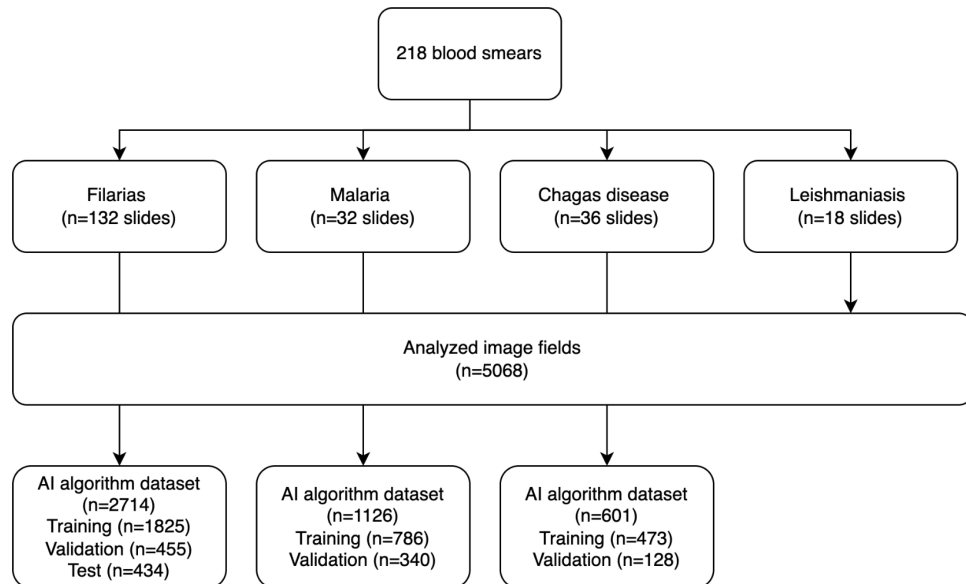 218 blood smears
Filarias
(n=132 slides)
Malaria
(n=32 slides)
Chagas disease
(n=36 slides)
Leishmaniasis
(n=18 slides)
Analyzed image fields
(n=5068)
AI algorithm dataset
(n=2714)
Training (n=1825)
Validation (n=455)
Test (n=434)
AI algorithm dataset
(n=1126)
Training (n=786)
Validation (n=340)
AI algorithm dataset
(n=601)
Training (n=473)
Validation (n=128)